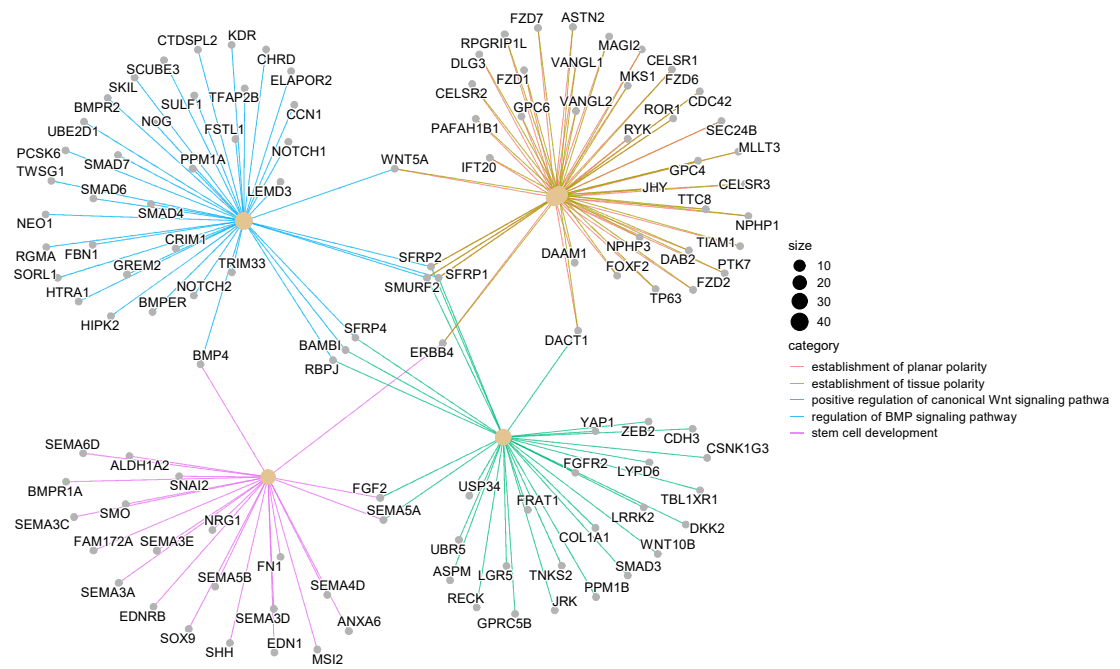 FZD7
ASTN2
KDR
CTDSPL2
RPGRIP1L
MAGI2
CHRD
VANGL1
CELSR1
DLG3
SCUBE3
ELAPOR2
FZD1
MKS1
FZD6
SKIL
CELSR2
TFAP2B
CDC42
BMPR2
SULF1
GPC6
VANGL2
ROR1
CCN1
NOG
PAFAH1B1
UBE2D1
FSTL1
RYK
SEC24B
PCSK6
NOTCH1
MLLT3
SMAD7
PPM1A
WNT5A
IFT20
GPC4
TWSG1
SMAD6
LEMD3
JHY
CELSR3
TTC8
SMAD4
NEO1
NPHP1
CRIM1
NPHP3
TIAM1
RGMA
FBN1
SFRP2
DAAM1
DAB2
TRIM33
PTK7
SORL1
GREM2
SFRP1
FOXF2
SMURF2
FZD2
HTRA1
NOTCH2
TP63
BMPER
HIPK2
SFRP4
DACT1
BAMBI
ERBB4
BMP4
RBPJ
size
10
20
30
40
category
establishment of planar polarity
establishment of tissue polarity
positive regulation of canonical Wnt signaling pathwa
regulation of BMP signaling pathway
stem cell development
YAP1
ZEB2
CDH3
SEMA6D
CSNK1G3
ALDH1A2
FGFR2
LYPD6
SNAI2
BMPR1A
FGF2
USP34
TBL1XR1
FRAT1
SMO
SEMA5A
LRRK2
SEMA3C
NRG1
DKK2
COL1A1
FAM172A
SEMA3E
UBR5
WNT10B
FN1
SMAD3
ASPM
LGR5
TNKS2
SEMA5B
SEMA4D
SEMA3A
PPM1B
RECK
JRK
EDNRB
SEMA3D
ANXA6
GPRC5B
SOX9
SHH
EDN1
MSI2